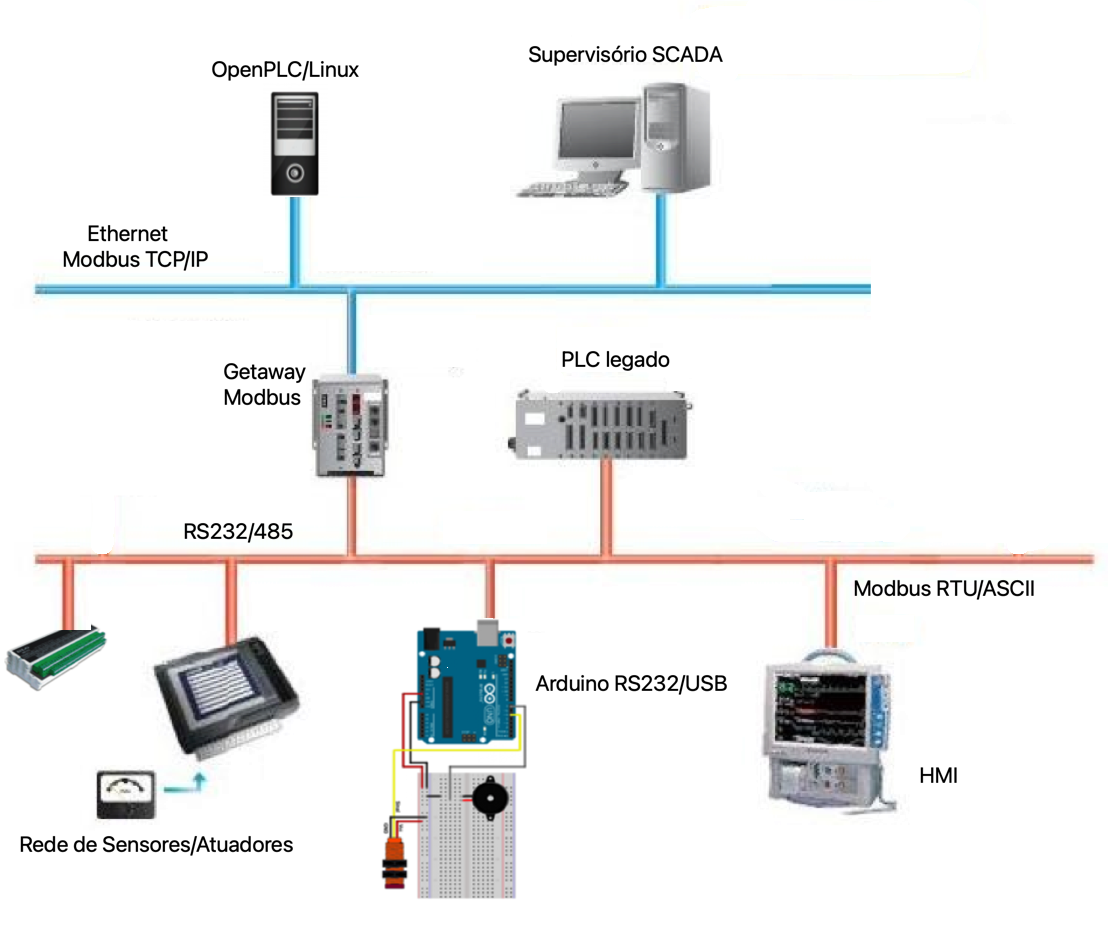 OpenPLC/Linux
Supervisório SCADA
Ethernet
Modbus TCP/IP
Getaway
Modbus
PLC legado
RS232/485
Modbus RTU/ASCII
Arduino RS232/USB
HMI
Rede de Sensores/Atuadores